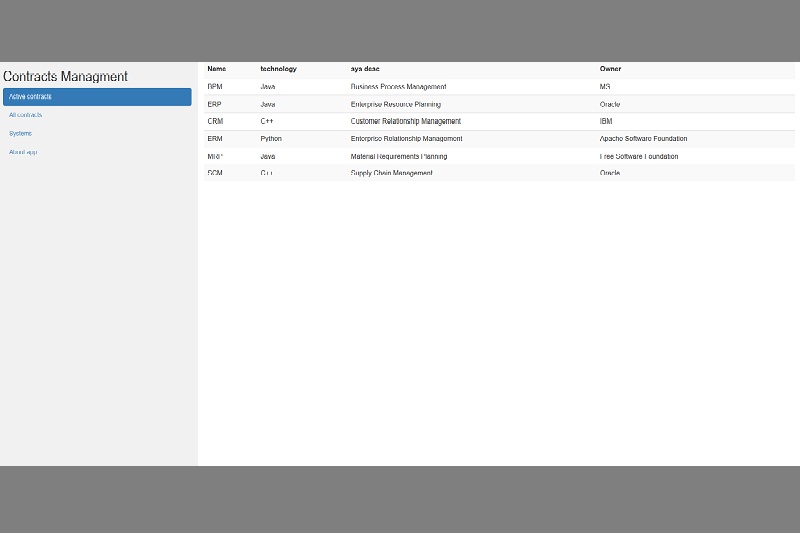 Contracts Managment
Active contracts
All contracts
Systems
About app
Name technology sys desc Owner
BPM Java Business Process Management MS
ERP Java Enterprise Resource Planning Oracle
CRM C++ Customer Relationship Management IBM
ERM Python Enterprise Relationship Management Apache Software Foundation
MRP Java Material Requirements Planning Free Software Foundation
SCM C++ Supply Chain Management Oracle